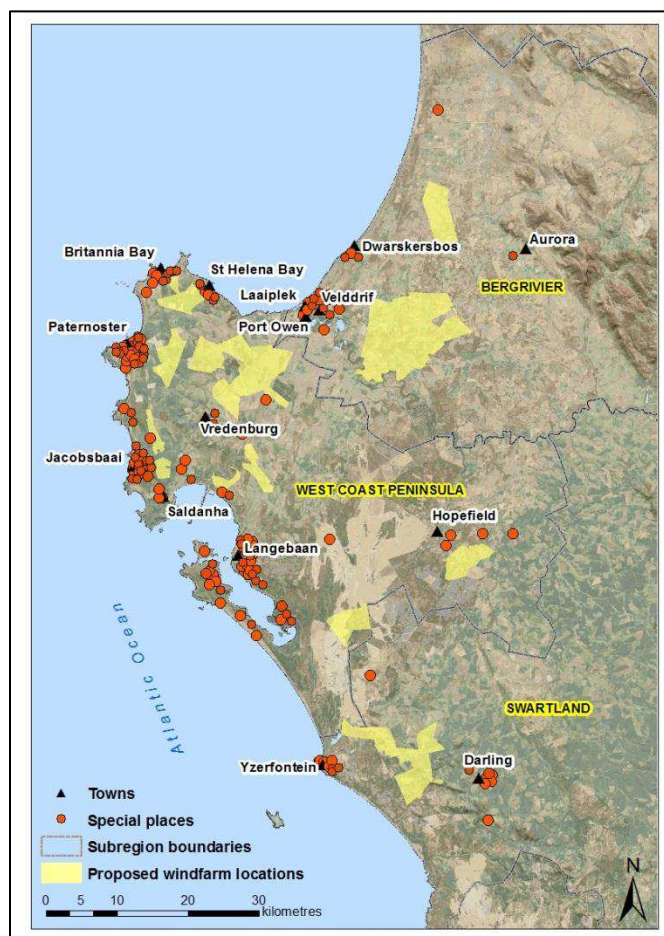 Dwarskersbos
Aurora
Britannia Bay
St Helena Bay
BERGRIVIER
Laaiplek
Velddrif
Port Owen
Paternoster
Vredenburg
Jacobsbaai
WEST COAST PENINSULA
Saldanha
Hopefield
Langebaan
Atlantic Ocean
SWARTLAND
Yzerfontein
Darling
Towns
Special places
Subregion boundaries
Proposed windfarm locations
N
0 5 10 20 30
kilometres